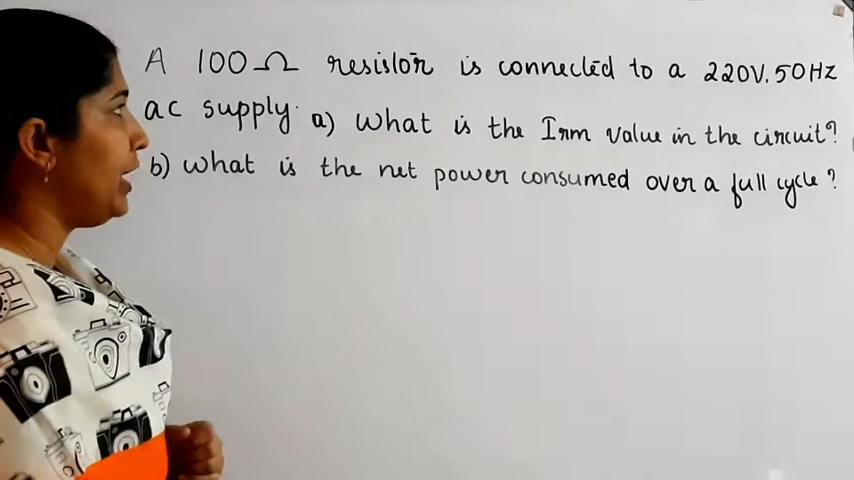 A 100Ω resistor is connected to a 220V, 50Hz
ac supply. a) What is the Irm value in the circuit?
b) what is the net power consumed over a full cycle?